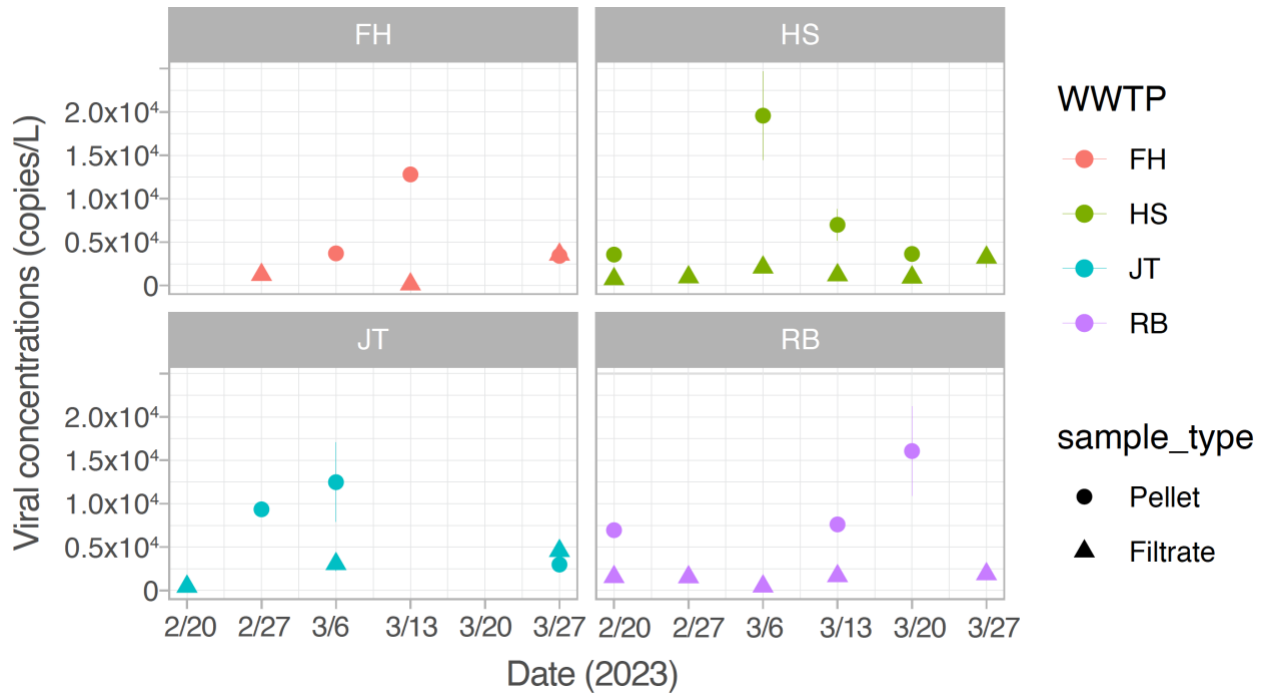 FH HS
Viral concentrations (copies/L)
2.0x10⁴
1.5x10⁴
1.0x10⁴
0.5x10⁴
0
JT RB
2.0x10⁴
1.5x10⁴
1.0x10⁴
0.5x10⁴
0
2/20 2/27 3/6 3/13 3/20 3/27 2/20 2/27 3/6 3/13 3/20 3/27
Date (2023)
WWTP
FH
HS
JT
RB
sample_type
Pellet
Filtrate